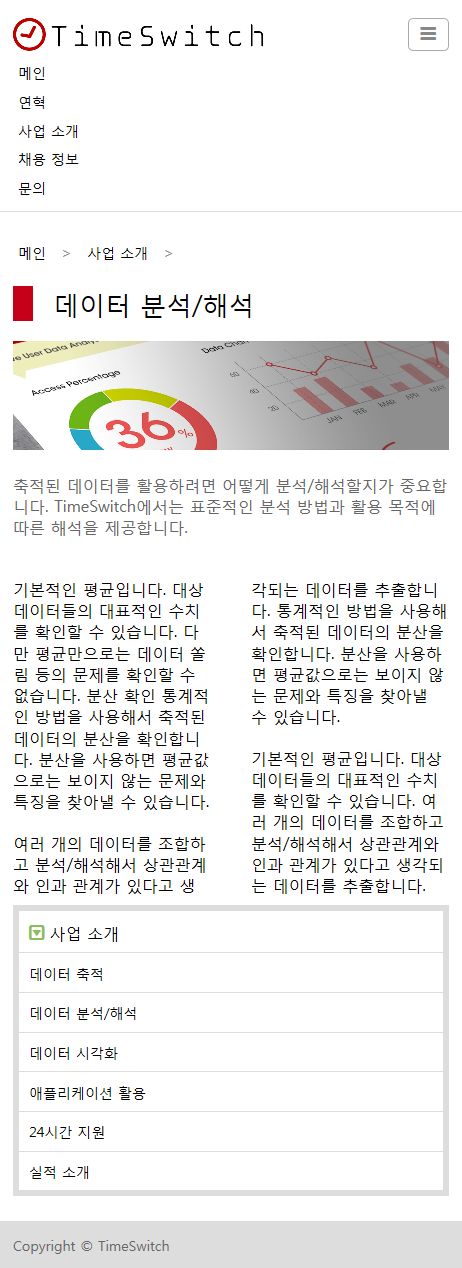 TimeSwitch
메인
연혁
사업 소개
채용 정보
문의
메인 > 사업 소개 >
데이터 분석/해석
ve User Data Analy
Data Char
Access Percentage
36%
60
40
20
JAN FEB MAR APR MAY
축적된 데이터를 활용하려면 어떻게 분석/해석할지가 중요합
니다. TimeSwitch에서는 표준적인 분석 방법과 활용 목적에
따른 해석을 제공합니다.
기본적인 평균입니다. 대상
데이터들의 대표적인 수치
를 확인할 수 있습니다. 다
만 평균만으로는 데이터 쏠
림 등의 문제를 확인할 수
없습니다. 분산 확인 통계적
인 방법을 사용해서 축적된
데이터의 분산을 확인합니
다. 분산을 사용하면 평균값
으로는 보이지 않는 문제와
특징을 찾아낼 수 있습니다.
여러 개의 데이터를 조합하
고 분석/해석해서 상관관계
와 인과 관계가 있다고 생
각되는 데이터를 추출합니
다. 통계적인 방법을 사용해
서 축적된 데이터의 분산을
확인합니다. 분산을 사용하
면 평균값으로는 보이지 않
는 문제와 특징을 찾아낼
수 있습니다.
기본적인 평균입니다. 대상
데이터들의 대표적인 수치
를 확인할 수 있습니다. 여
러 개의 데이터를 조합하고
분석/해석해서 상관관계와
인과 관계가 있다고 생각되
는 데이터를 추출합니다.
사업 소개
데이터 축적
데이터 분석/해석
데이터 시각화
애플리케이션 활용
24시간 지원
실적 소개
Copyright © TimeSwitch